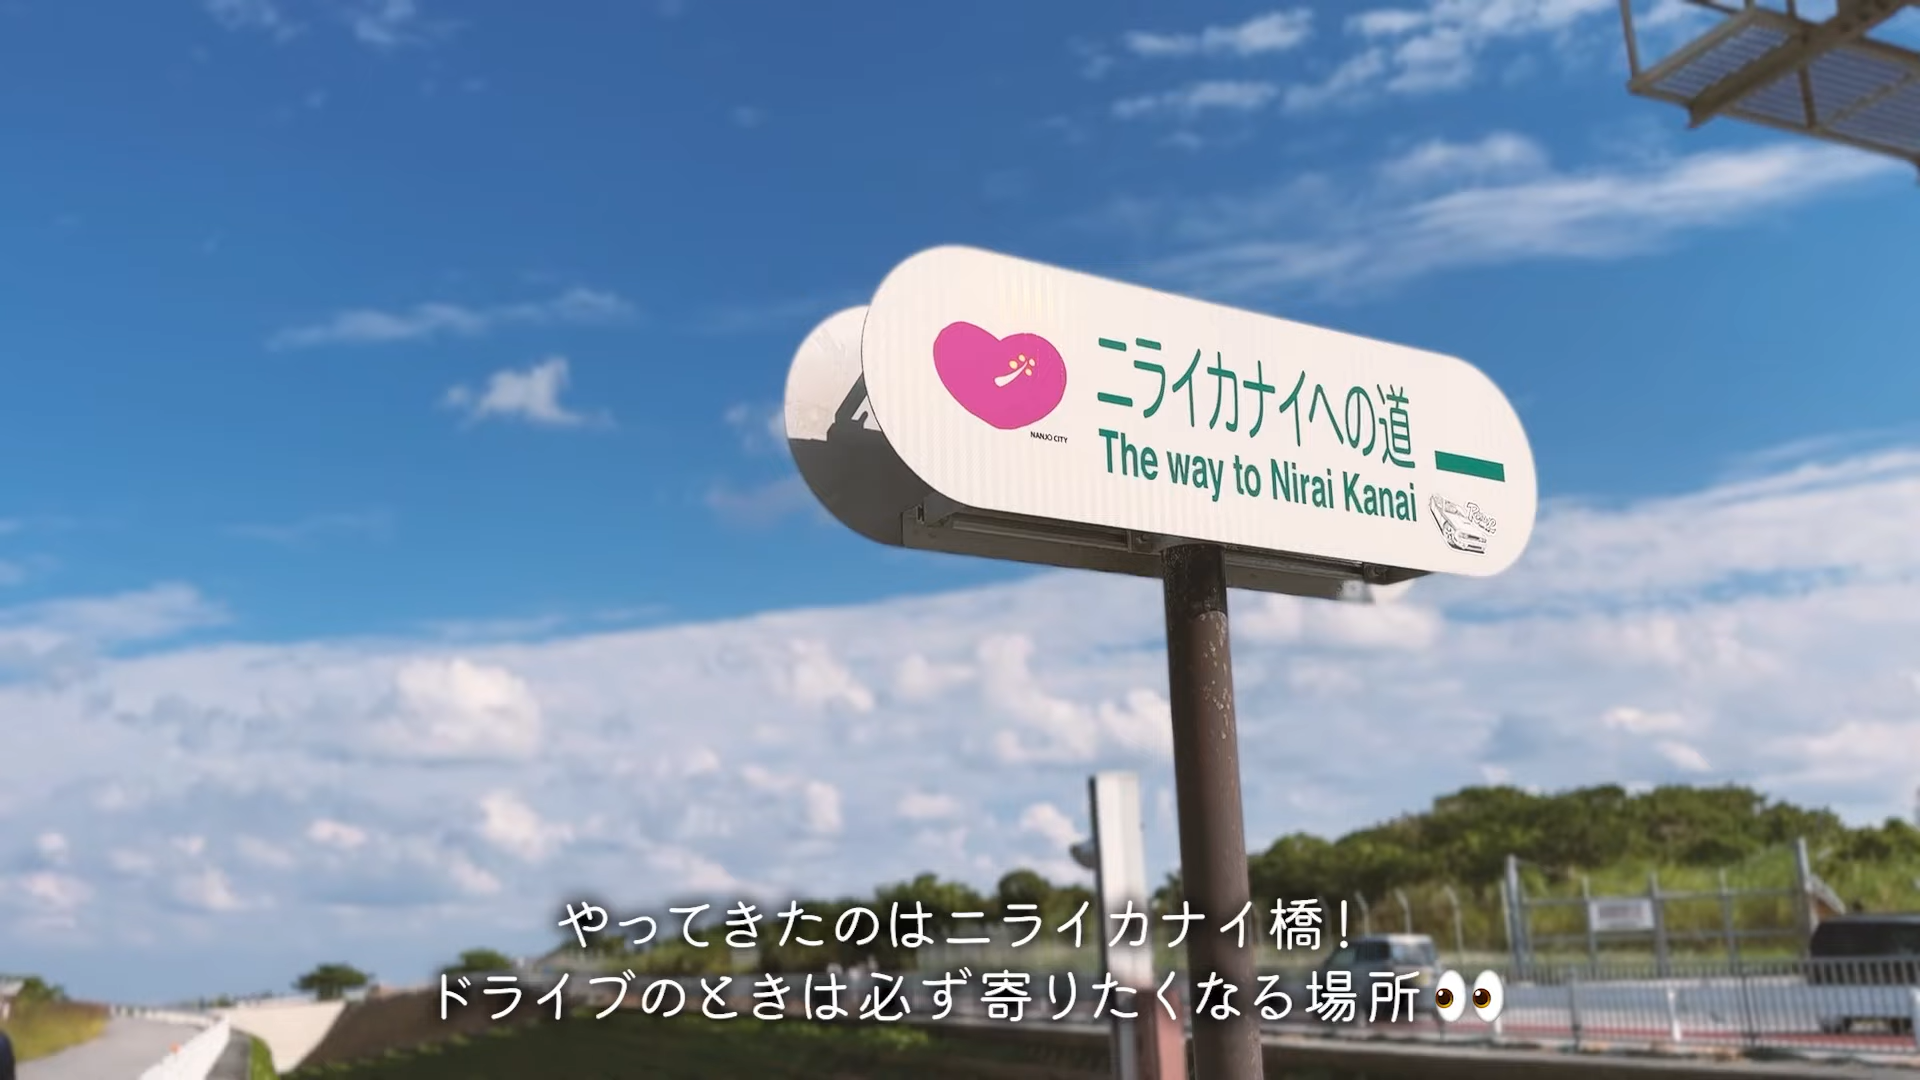 ニライカナイへの道
The way to Nirai Kanai
NANJO CITY
やってきたのはニライカナイ橋!
ドライブのときは必ず寄りたくなる場所👀